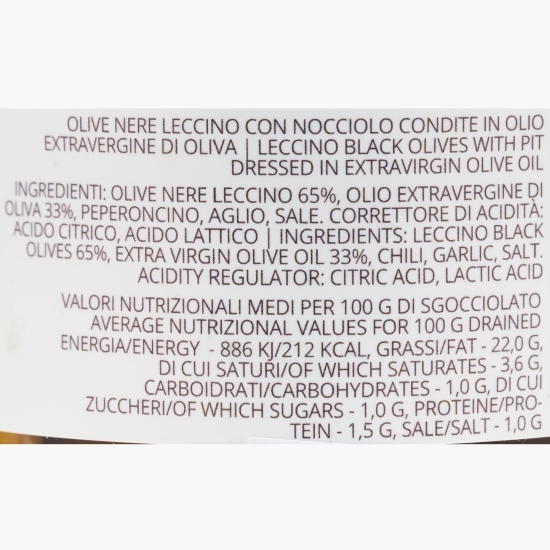 OLIVE NERE LECCINO CON NOCCIOLO CONDITE IN OLIO
EXTRAVERGINE DI OLIVA | LECCINO BLACK OLIVES WITH PIT
DRESSED IN EXTRAVIRGIN OLIVE OIL
INGREDIENTI: OLIVE NERE LECCINO 65%, OLIO EXTRAVERGINE DI
OLIVA 33%, PEPERONCINO, AGLIO, SALE. CORRETTORE DI ACIDITÀ:
ACIDO CITRICO, ACIDO LATTICO | INGREDIENTS: LECCINO BLACK
OLIVES 65%, EXTRA VIRGIN OLIVE OIL 33%, CHILI, GARLIC, SALT.
ACIDITY REGULATOR: CITRIC ACID, LACTIC ACID
VALORI NUTRIZIONALI MEDI PER 100 G DI SGOCCIOLATO
AVERAGE NUTRIZIONAL VALUES FOR 100 G DRAINED
ENERGIA/ENERGY - 886 KJ/212 KCAL, GRASSI/FAT - 22,0 G,
DI CUI SATURI/OF WHICH SATURATES - 3,6 G,
CARBOIDRATI/CARBOHYDRATES - 1,0 G, DI CUI
ZUCCHERI/OF WHICH SUGARS - 1,0 G, PROTEINE/PRO-
TEIN - 1,5 G, SALE/SALT - 1,0 G